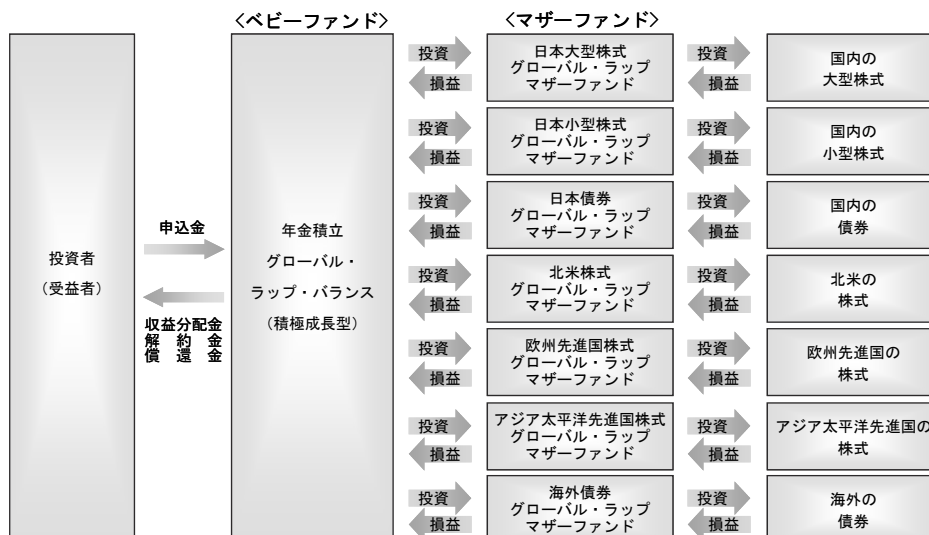 〈ベビーファンド〉
〈マザーファンド〉
投資者
（受益者）
申込金
収益分配金
解約金
償還金
年金積立
グローバル・
ラップ・バランス
（積極成長型）
投資
損益
日本大型株式
グローバル・ラップ
マザーファンド
投資
損益
国内の
大型株式
投資
損益
日本小型株式
グローバル・ラップ
マザーファンド
投資
損益
国内の
小型株式
投資
損益
日本債券
グローバル・ラップ
マザーファンド
投資
損益
国内の
債券
投資
損益
北米株式
グローバル・ラップ
マザーファンド
投資
損益
北米の
株式
投資
損益
欧州先進国株式
グローバル・ラップ
マザーファンド
投資
損益
欧州先進国の
株式
投資
損益
アジア太平洋先進国株式
グローバル・ラップ
マザーファンド
投資
損益
アジア太平洋先進国の
株式
投資
損益
海外債券
グローバル・ラップ
マザーファンド
投資
損益
海外の
債券